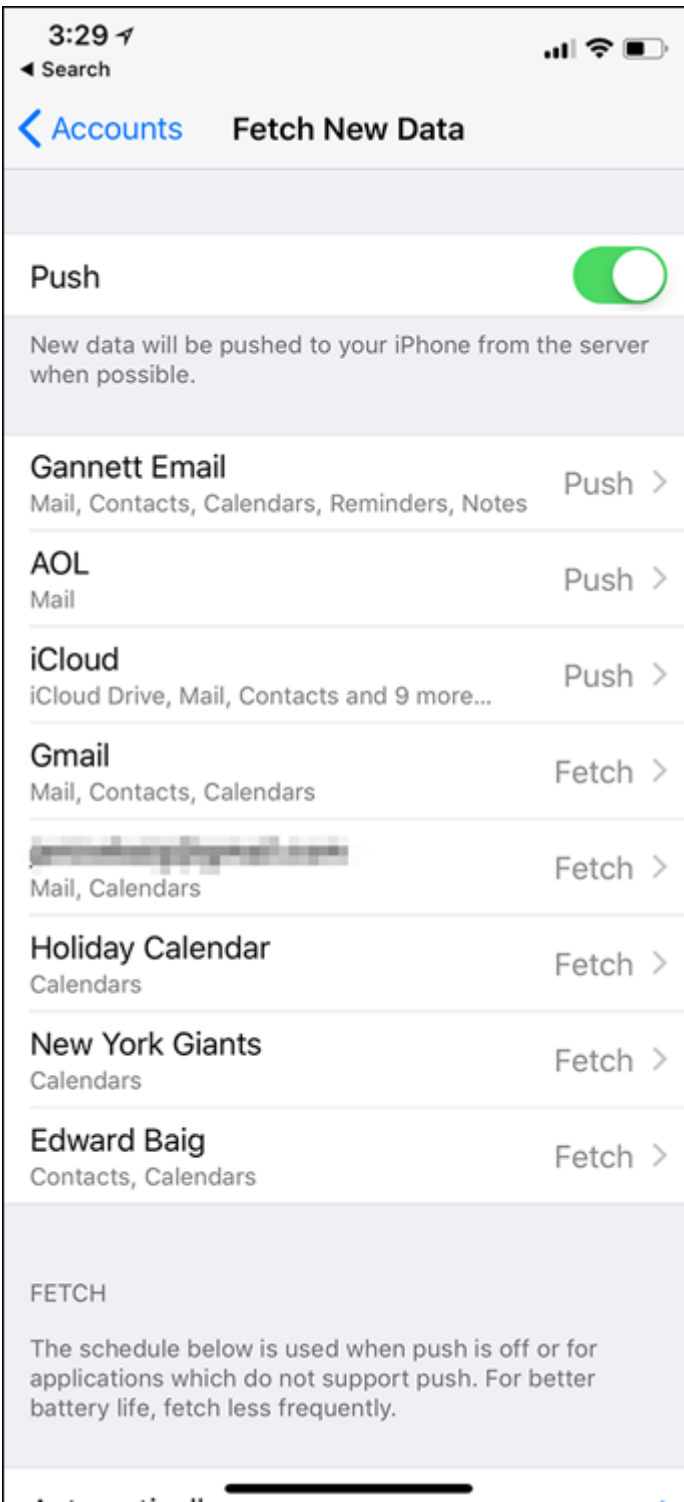 3:29
Search
Accounts Fetch New Data
Push
New data will be pushed to your iPhone from the server
when possible.
Gannett Email
Push
Mail, Contacts, Calendars, Reminders, Notes
AOL
Push
Mail
iCloud
Push
iCloud Drive, Mail, Contacts and 9 more...
Gmail
Fetch
Mail, Contacts, Calendars
Fetch
Mail, Calendars
Holiday Calendar
Fetch
Calendars
New York Giants
Fetch
Calendars
Edward Baig
Fetch
Contacts, Calendars
FETCH
The schedule below is used when push is off or for
applications which do not support push. For better
battery life, fetch less frequently.